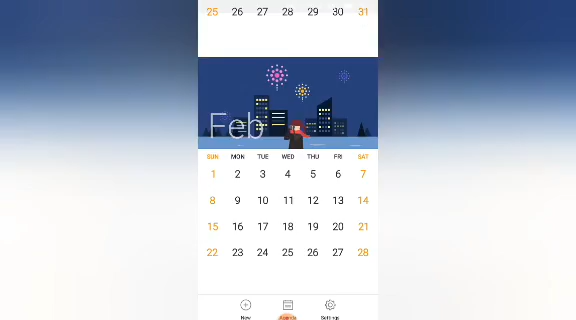 25 26 27 28 29 30 31
Feb
SUN MON TUE WED THU FRI SAT
1 2 3 4 5 6 7
8 9 10 11 12 13 14
15 16 17 18 19 20 21
22 23 24 25 26 27 28
New Agenda Settings